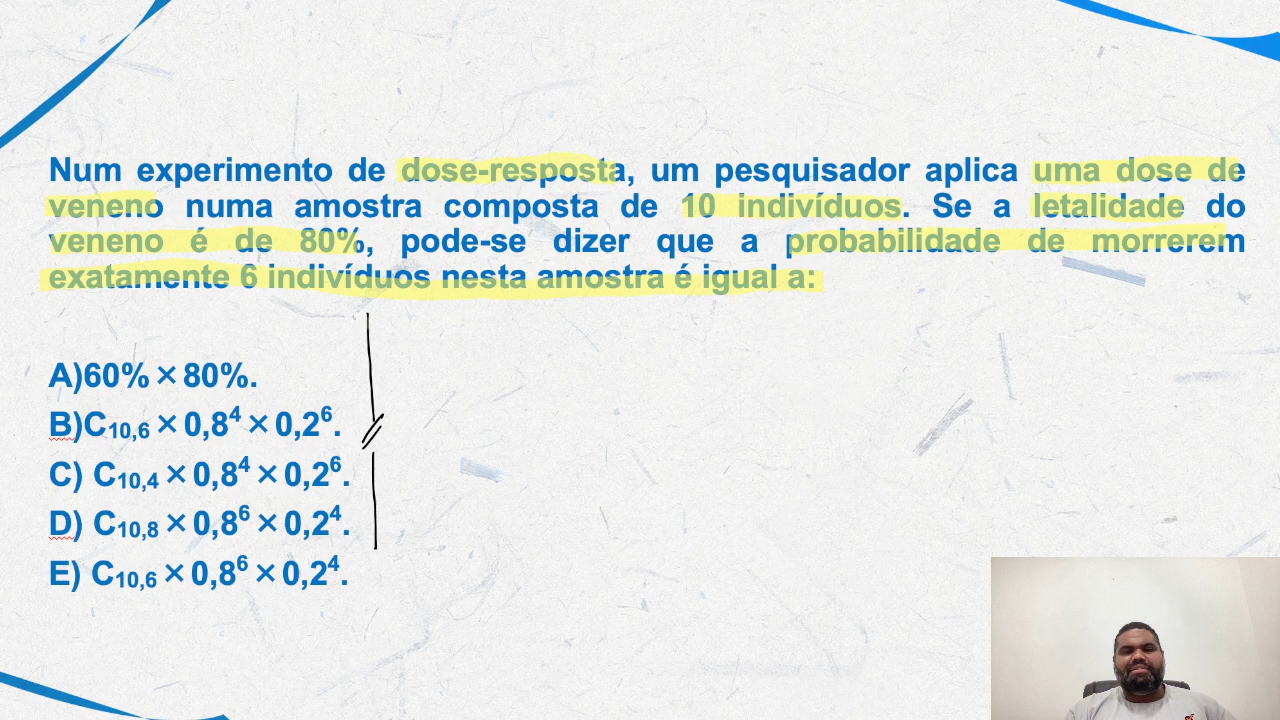 Num experimento de dose-resposta, um pesquisador aplica uma dose de
veneno numa amostra composta de 10 indivíduos. Se a letalidade do
veneno é de 80%, pode-se dizer que a probabilidade de morrerem
exatamente 6 indivíduos nesta amostra é igual a:
A)60% × 80%.
B)C₁₀,₆ × 0,8⁴ × 0,2⁶.
C) C₁₀,₄ × 0,8⁴ × 0,2⁶.
D) C₁₀,₈ × 0,8⁶ × 0,2⁴.
E) C₁₀,₆ × 0,8⁶ × 0,2⁴.